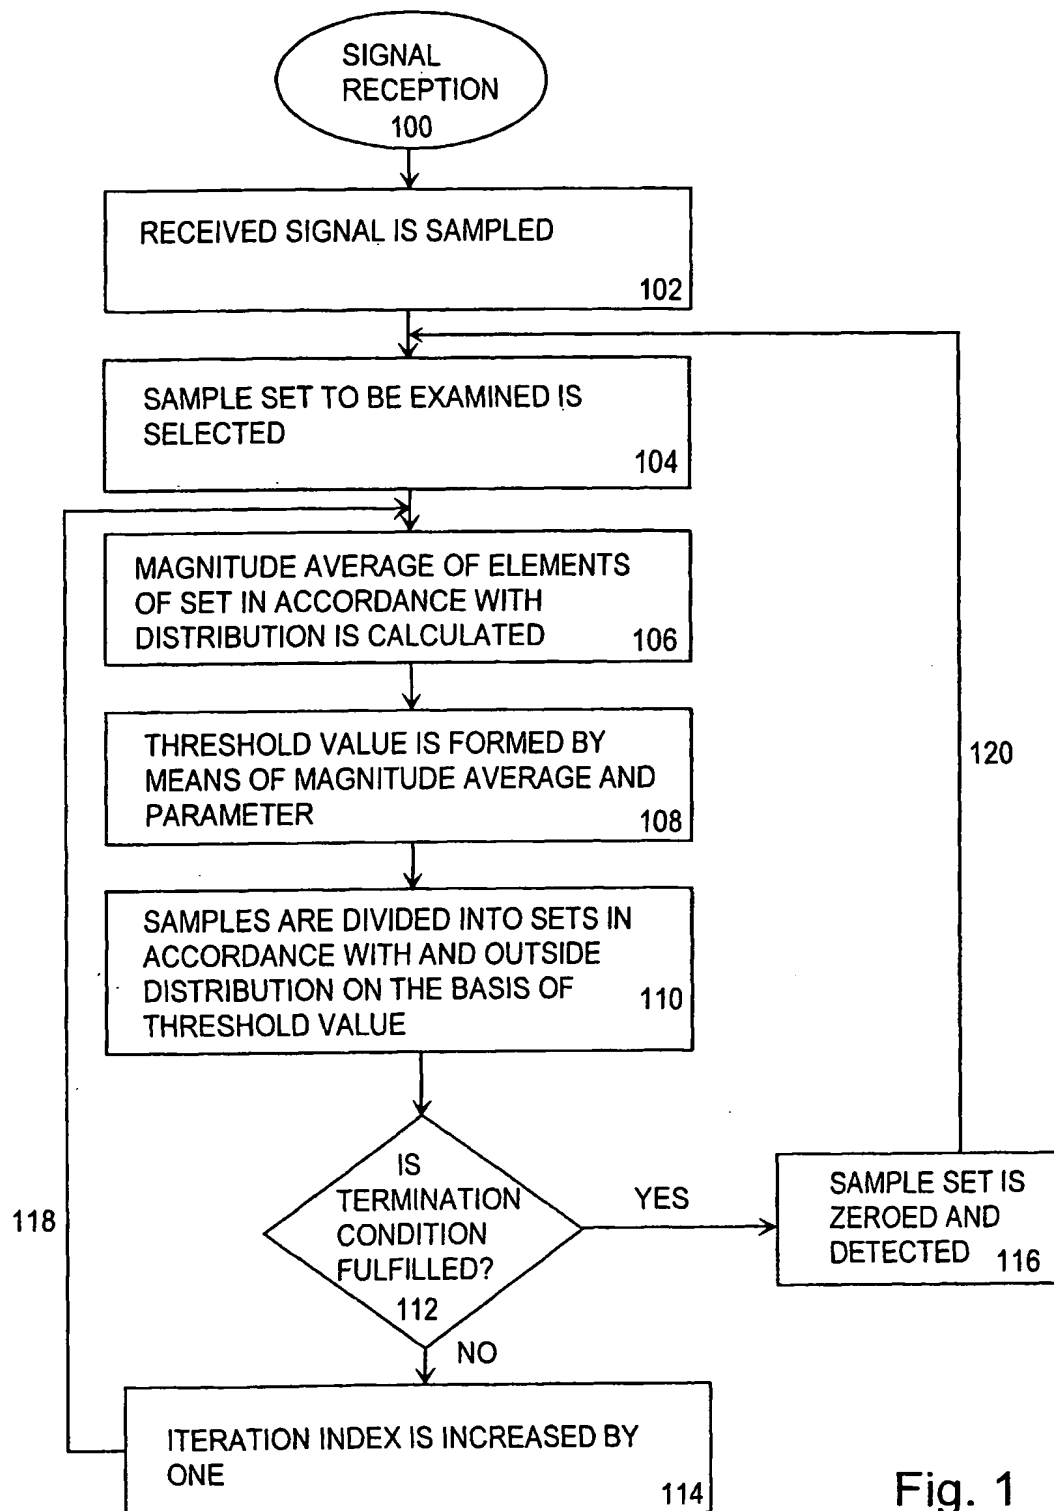 SIGNAL
RECEPTION
100
RECEIVED SIGNAL IS SAMPLED
102
SAMPLE SET TO BE EXAMINED IS
SELECTED
104
MAGNITUDE AVERAGE OF ELEMENTS
OF SET IN ACCORDANCE WITH
DISTRIBUTION IS CALCULATED
106
THRESHOLD VALUE IS FORMED BY
MEANS OF MAGNITUDE AVERAGE AND
PARAMETER
108
120
SAMPLES ARE DIVIDED INTO SETS IN
ACCORDANCE WITH AND OUTSIDE
DISTRIBUTION ON THE BASIS OF
THRESHOLD VALUE
110
IS
TERMINATION
CONDITION
FULFILLED?
112
YES
SAMPLE SET IS
ZEROED AND
DETECTED
116
118
NO
ITERATION INDEX IS INCREASED BY
ONE
114
Fig. 1